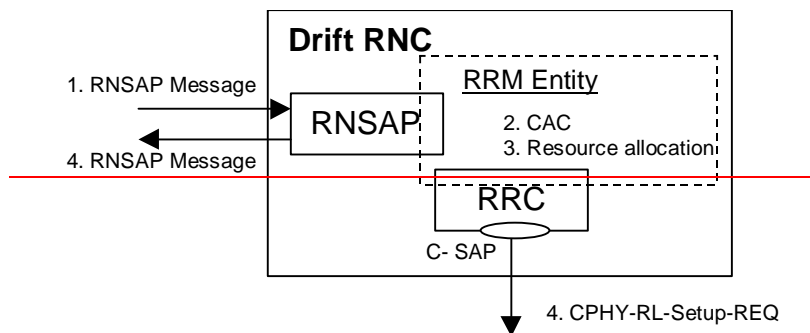 Drift RNC
RRM Entity
1. RNSAP Message
RNSAP
2. CAC
3. Resource allocation
4. RNSAP Message
RRC
C- SAP
4. CPHY-RL-Setup-REQ